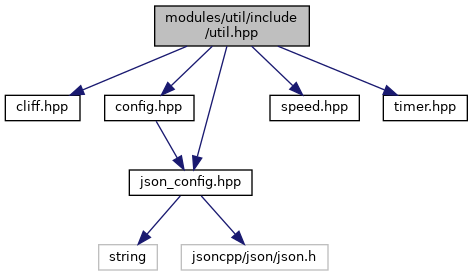 modules/util/include
/util.hpp
cliff.hpp
config.hpp
speed.hpp
timer.hpp
json_config.hpp
string
jsoncpp/json/json.h